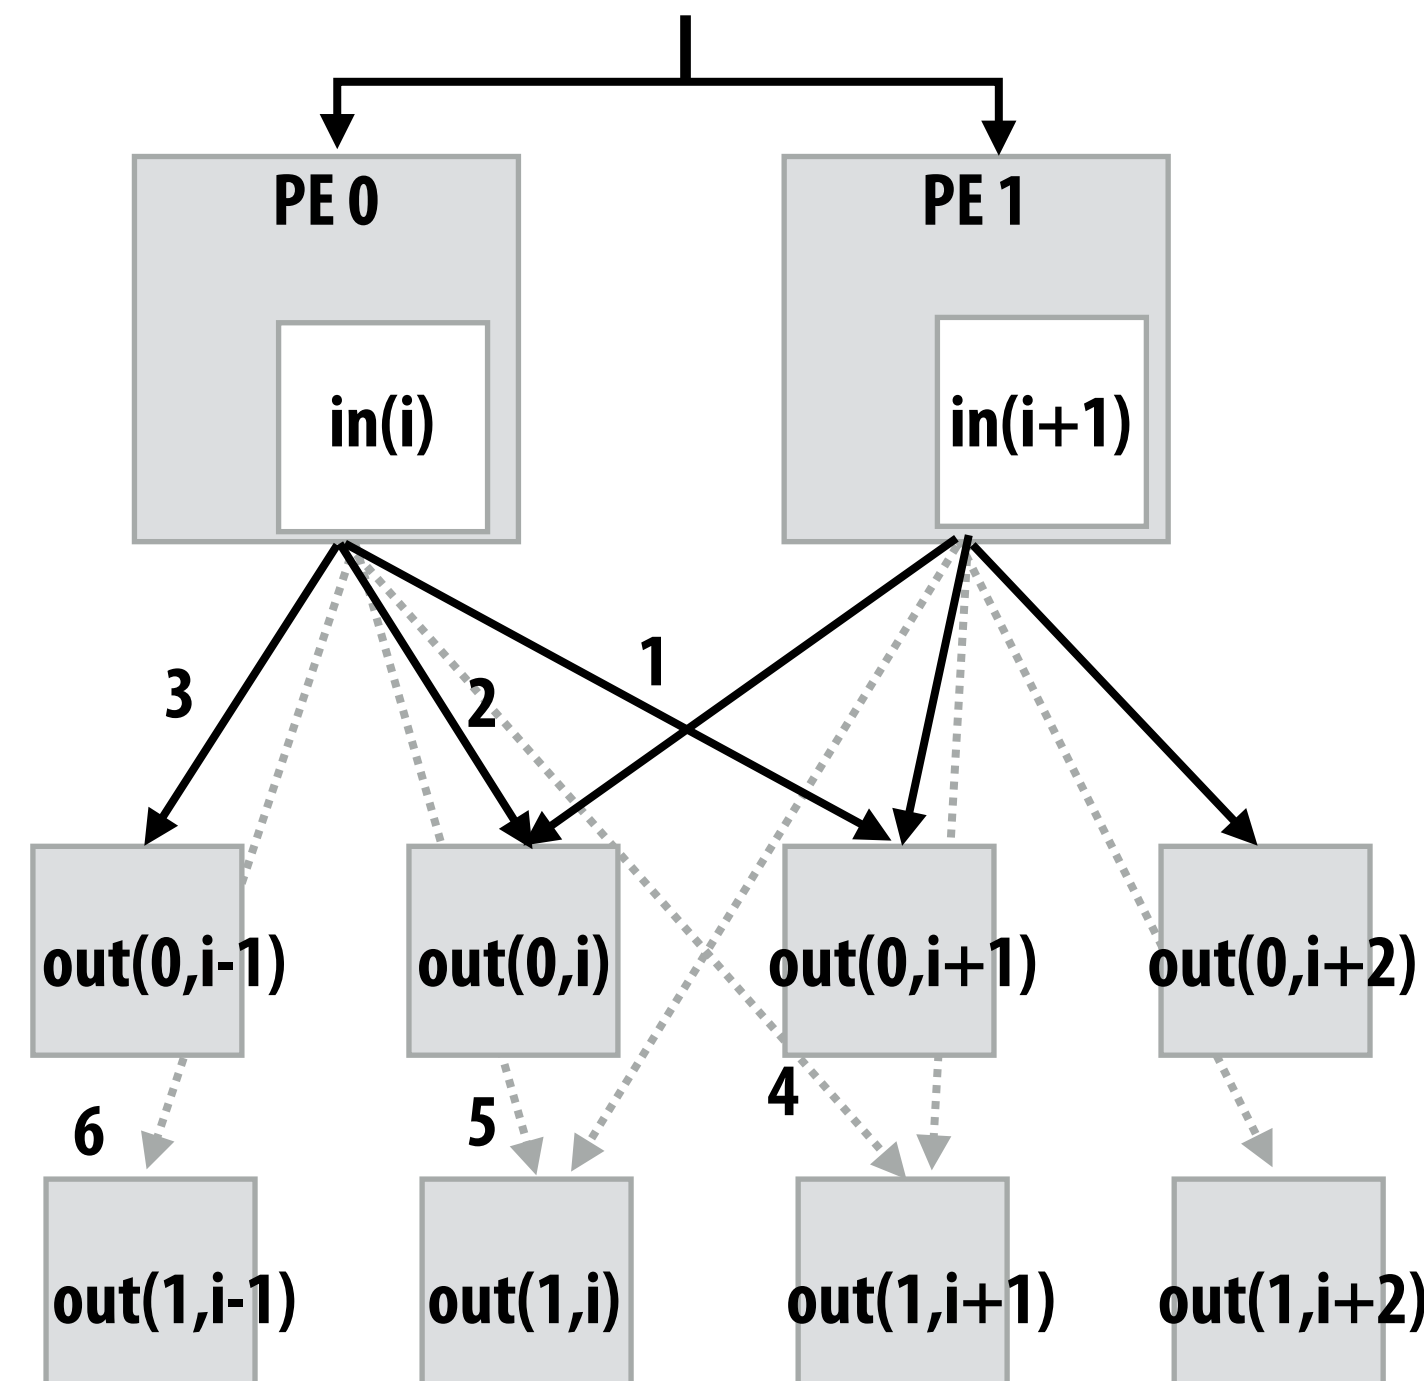 PE 0
PE 1
in(i)
in(i+1)
1
3
2
out(0,i-1)
out(0,i)
out(0,i+1)
out(0,i+2)
4
5
6
out(1,i-1)
out(1,i)
out(1,i+1)
out(1,i+2)